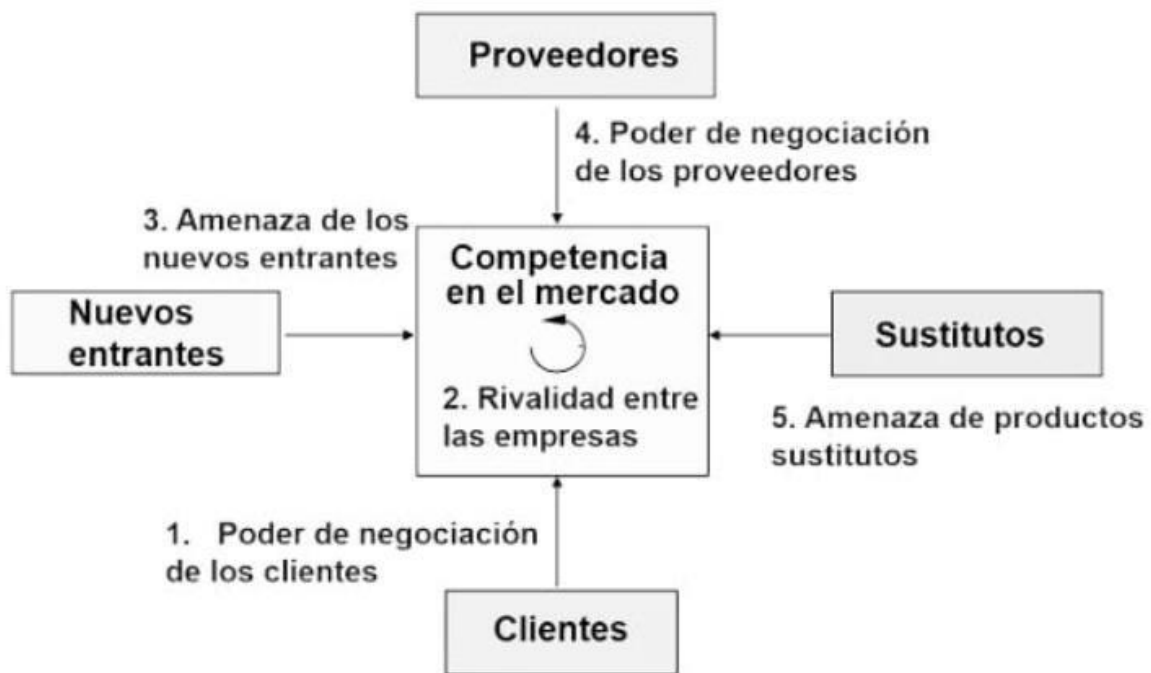 Proveedores
4. Poder de negociación
de los proveedores
3. Amenaza de los
nuevos entrantes
Competencia
en el mercado
Nuevos
entrantes
Sustitutos
2. Rivalidad entre
las empresas
5. Amenaza de productos
sustitutos
1. Poder de negociación
de los clientes
Clientes